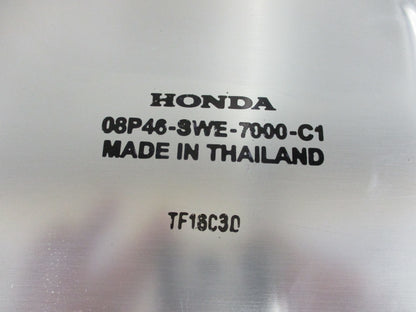 HONDA
08P46-SWE-7000-C1
MADE IN THAILAND
TF18C30